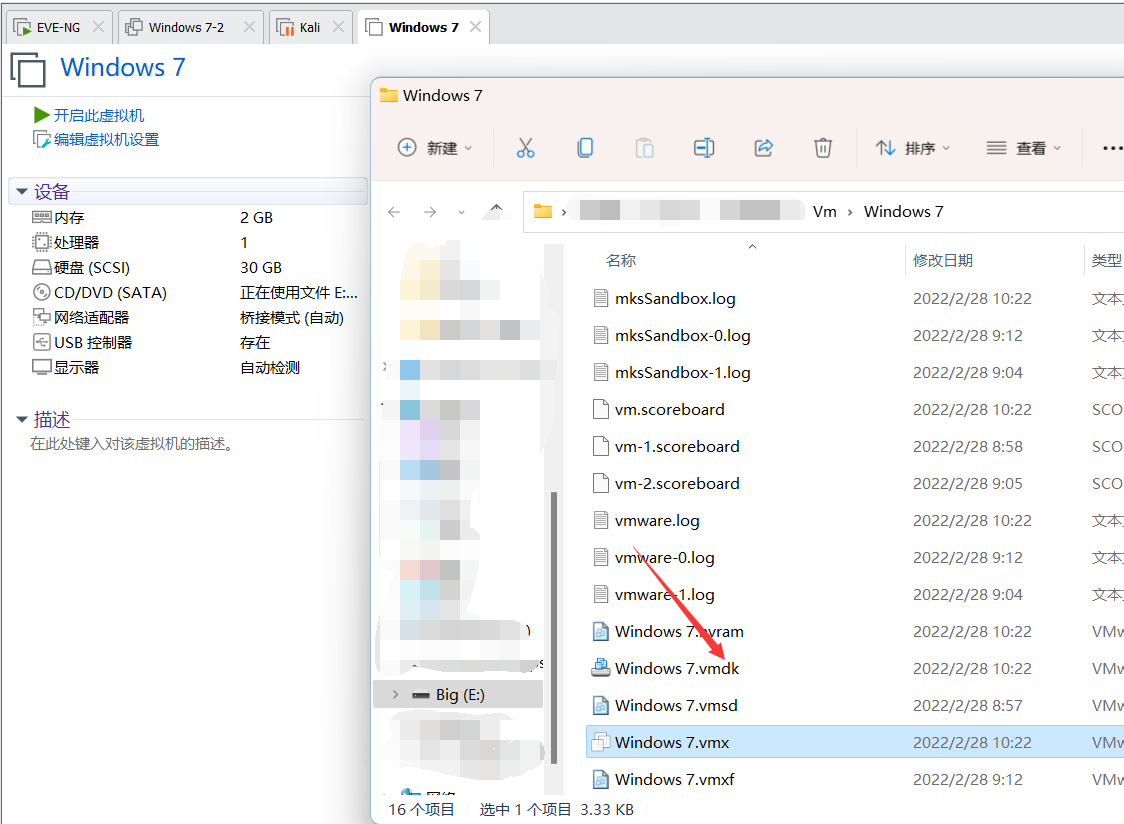 EVE-NG
Windows 7-2
Kali
Windows 7
Windows 7
开启此虚拟机
编辑虚拟机设置
设备
内存 2 GB
处理器 1
硬盘 (SCSI) 30 GB
CD/DVD (SATA) 正在使用文件 E:...
网络适配器 桥接模式 (自动)
USB 控制器 存在
显示器 自动检测
描述
在此处键入对该虚拟机的描述。
Windows 7
新建
排序
查看
Vm › Windows 7
名称 修改日期 类型
mksSandbox.log 2022/2/28 10:22 文本
mksSandbox-0.log 2022/2/28 9:12 文本
mksSandbox-1.log 2022/2/28 9:04 文本
vm.scoreboard 2022/2/28 10:22 SCO
vm-1.scoreboard 2022/2/28 8:58 SCO
vm-2.scoreboard 2022/2/28 9:05 SCO
vmware.log 2022/2/28 10:22 文本
vmware-0.log 2022/2/28 9:12 文本
vmware-1.log 2022/2/28 9:04 文本
Windows 7.nvram 2022/2/28 10:22 VMw
Windows 7.vmdk 2022/2/28 10:22 VMw
Windows 7.vmsd 2022/2/28 8:57 VMw
Windows 7.vmx 2022/2/28 10:22 VMw
Windows 7.vmxf 2022/2/28 9:12 VMw
Big (E:)
16 个项目 选中 1 个项目 3.33 KB